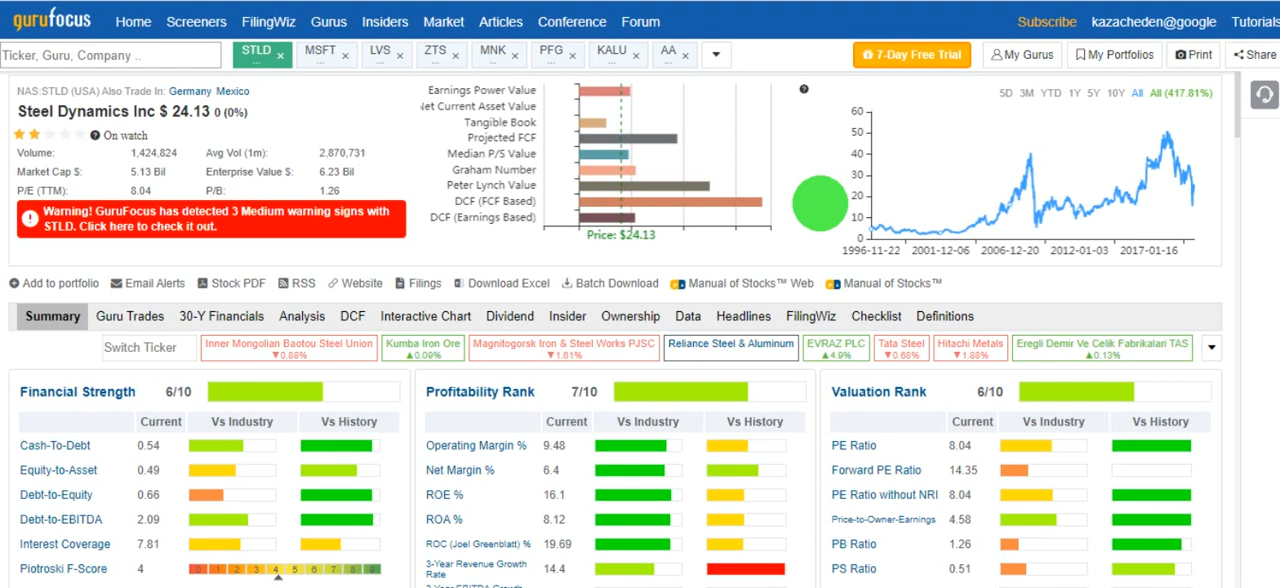 gurufocus Home Screeners FilingWiz Gurus Insiders Market Articles Conference Forum Subscribe kazacheden@google Tutorials
Ticker, Guru, Company .. STLD × MSFT × LVS × ZTS × MNK × PFG × KALU × AA × 7-Day Free Trial My Gurus My Portfolios Print Share
... ... ... ... ... ... ... ...
NAS:STLD (USA) Also Trade In: Germany Mexico
Steel Dynamics Inc $ 24.13 0 (0%)
On watch
Volume: 1,424,824 Avg Vol (1m): 2,870,731
Market Cap $: 5.13 Bil Enterprise Value $: 6.23 Bil
P/E (TTM): 8.04 P/B: 1.26
Warning! GuruFocus has detected 3 Medium warning signs with
STLD. Click here to check it out.
Earnings Power Value
Net Current Asset Value
Tangible Book
Projected FCF
Median P/S Value
Graham Number
Peter Lynch Value
DCF (FCF Based)
DCF (Earnings Based)
Price: $24.13
5D 3M YTD 1Y 5Y 10Y All All (417.81%)
60
50
40
30
20
10
0
1996-11-22 2001-12-06 2006-12-20 2012-01-03 2017-01-16
Add to portfolio Email Alerts Stock PDF RSS Website Filings Download Excel Batch Download Manual of Stocks™ Web Manual of Stocks™
Summary Guru Trades 30-Y Financials Analysis DCF Interactive Chart Dividend Insider Ownership Data Headlines FilingWiz Checklist Definitions
Switch Ticker Inner Mongolian Baotou Steel Union Kumba Iron Ore Magnitogorsk Iron & Steel Works PJSC Reliance Steel & Aluminum EVRAZ PLC Tata Steel Hitachi Metals Eregli Demir Ve Celik Fabrikalari TAS
▼0.88% ▲0.09% ▼1.61% ▲4.9% ▼0.66% ▼1.88% ▲0.13%
Financial Strength 6/10
Current Vs Industry Vs History
Cash-To-Debt 0.54
Equity-to-Asset 0.49
Debt-to-Equity 0.66
Debt-to-EBITDA 2.09
Interest Coverage 7.81
Piotroski F-Score 4 0 1 2 3 4 5 6 7 8 9
Profitability Rank 7/10
Current Vs Industry Vs History
Operating Margin % 9.48
Net Margin % 6.4
ROE % 16.1
ROA % 8.12
ROC (Joel Greenblatt) % 19.69
3-Year Revenue Growth
Rate 14.4
Valuation Rank 6/10
Current Vs Industry Vs History
PE Ratio 8.04
Forward PE Ratio 14.35
PE Ratio without NRI 8.04
Price-to-Owner-Earnings 4.58
PB Ratio 1.26
PS Ratio 0.51